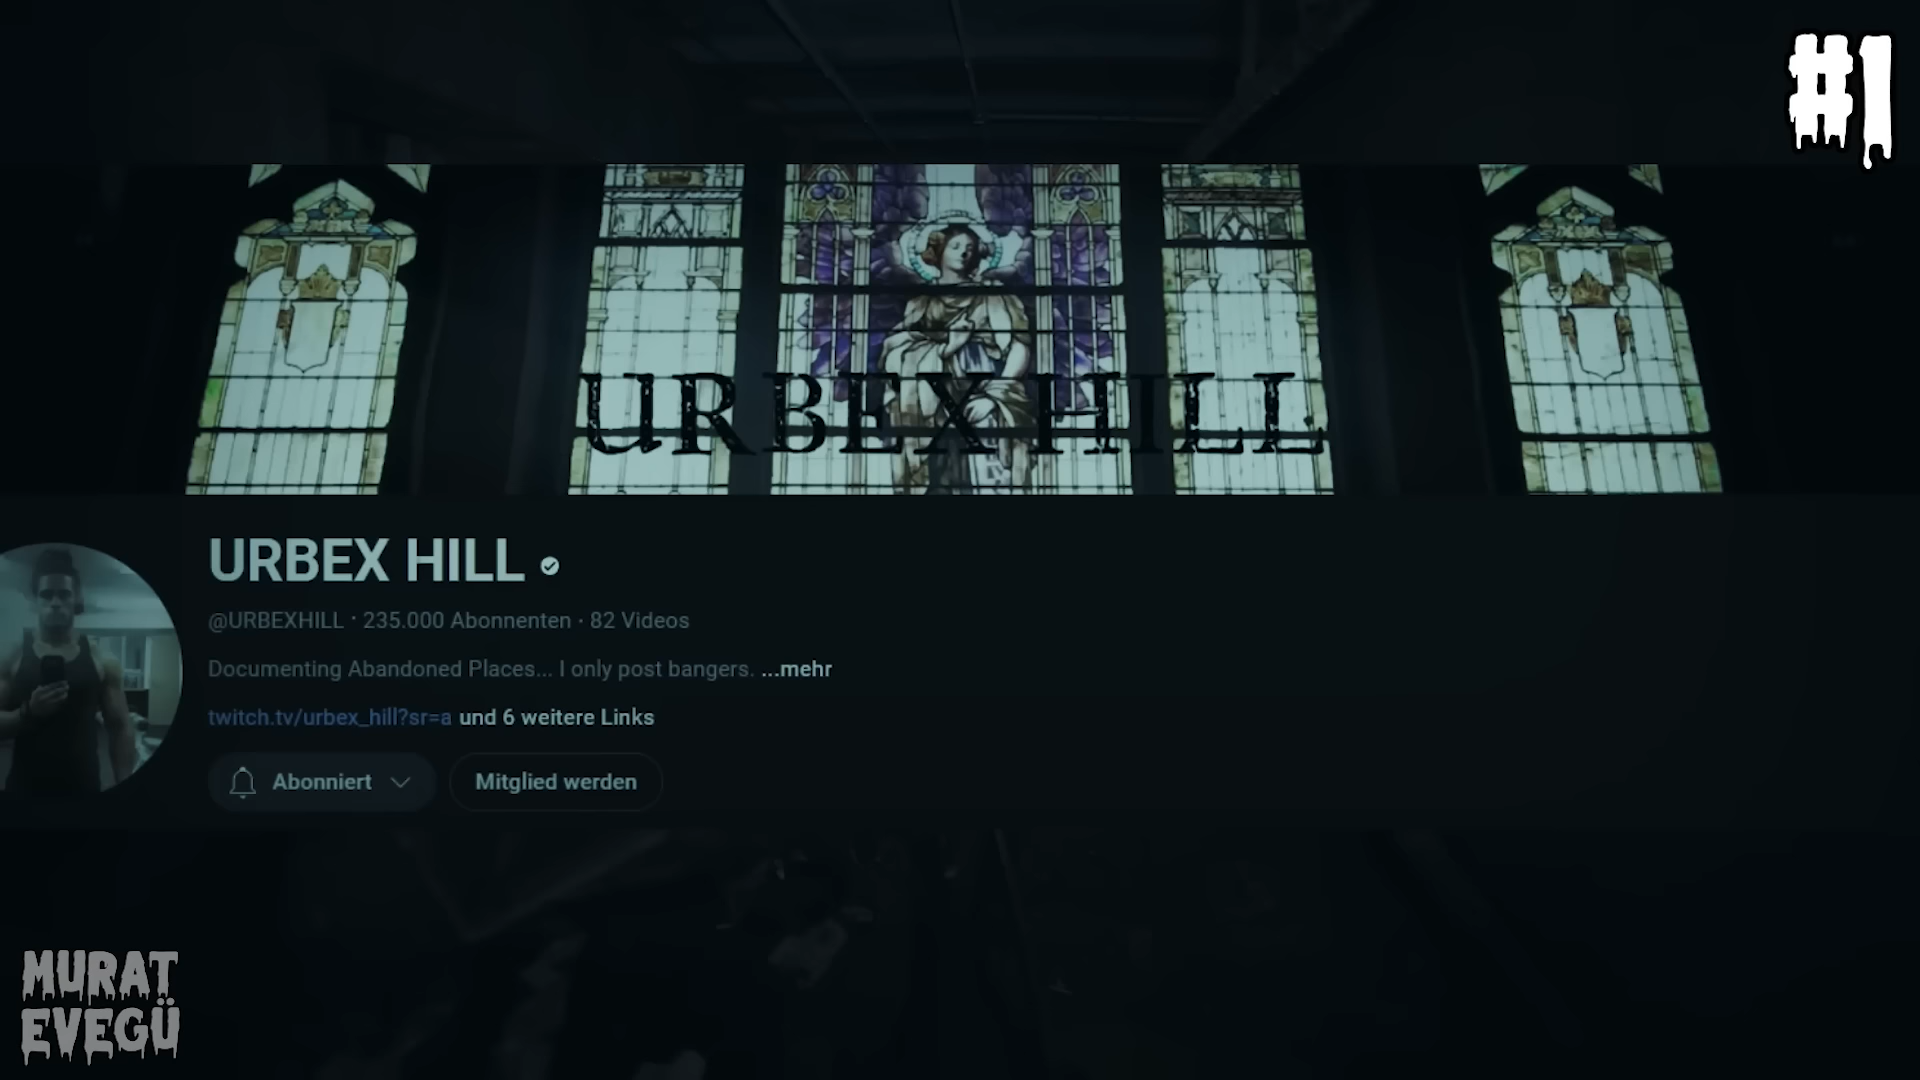 #1
URBEX HILL
URBEX HILL
@URBEXHILL · 235.000 Abonnenten · 82 Videos
Documenting Abandoned Places... I only post bangers. ...mehr
twitch.tv/urbex_hill?sr=a und 6 weitere Links
Abonniert
Mitglied werden
MURAT
EVEGÜ